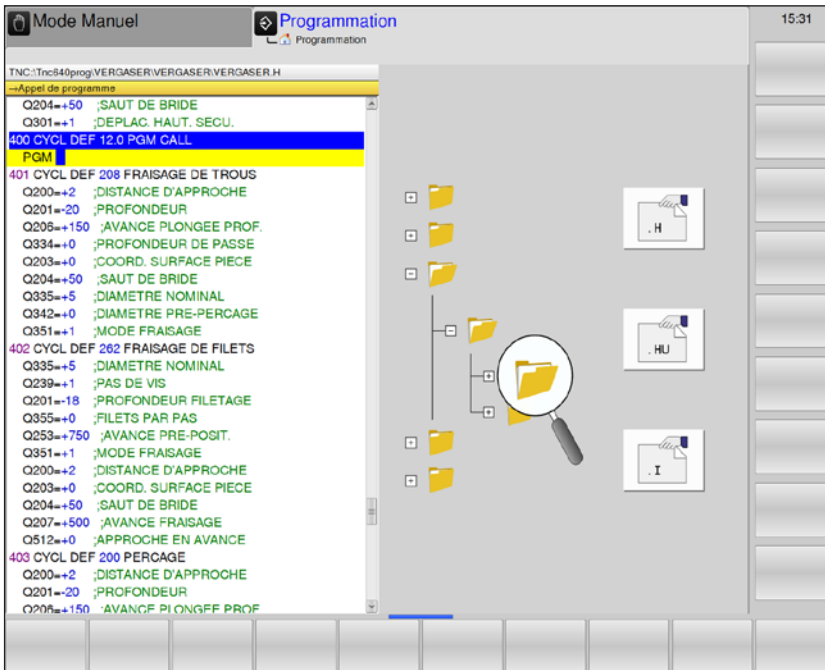 Mode Manuel
Programmation
15:31
Programmation
TNC:\Tnc640prog\VERGASER\VERGASER\VERGASER.H
→Appel de programme
Q204=+50 ;SAUT DE BRIDE
Q301=+1 ;DEPLAC. HAUT. SECU.
400 CYCL DEF 12.0 PGM CALL
PGM
401 CYCL DEF 208 FRAISAGE DE TROUS
Q200=+2 ;DISTANCE D'APPROCHE
Q201=-20 ;PROFONDEUR
Q206=+150 ;AVANCE PLONGEE PROF.
Q334=+0 ;PROFONDEUR DE PASSE
Q203=+0 ;COORD. SURFACE PIECE
Q204=+50 ;SAUT DE BRIDE
Q335=+5 ;DIAMETRE NOMINAL
Q342=+0 ;DIAMETRE PRE-PERCAGE
Q351=+1 ;MODE FRAISAGE
402 CYCL DEF 262 FRAISAGE DE FILETS
Q335=+5 ;DIAMETRE NOMINAL
Q239=+1 ;PAS DE VIS
Q201=-18 ;PROFONDEUR FILETAGE
Q355=+0 ;FILETS PAR PAS
Q253=+750 ;AVANCE PRE-POSIT.
Q351=+1 ;MODE FRAISAGE
Q200=+2 ;DISTANCE D'APPROCHE
Q203=+0 ;COORD. SURFACE PIECE
Q204=+50 ;SAUT DE BRIDE
Q207=+500 ;AVANCE FRAISAGE
Q512=+0 ;APPROCHE EN AVANCE
403 CYCL DEF 200 PERCAGE
Q200=+2 ;DISTANCE D'APPROCHE
Q201=-20 ;PROFONDEUR
Q206=+150 ;AVANCE PLONGEE PROF
.H
.HU
.I